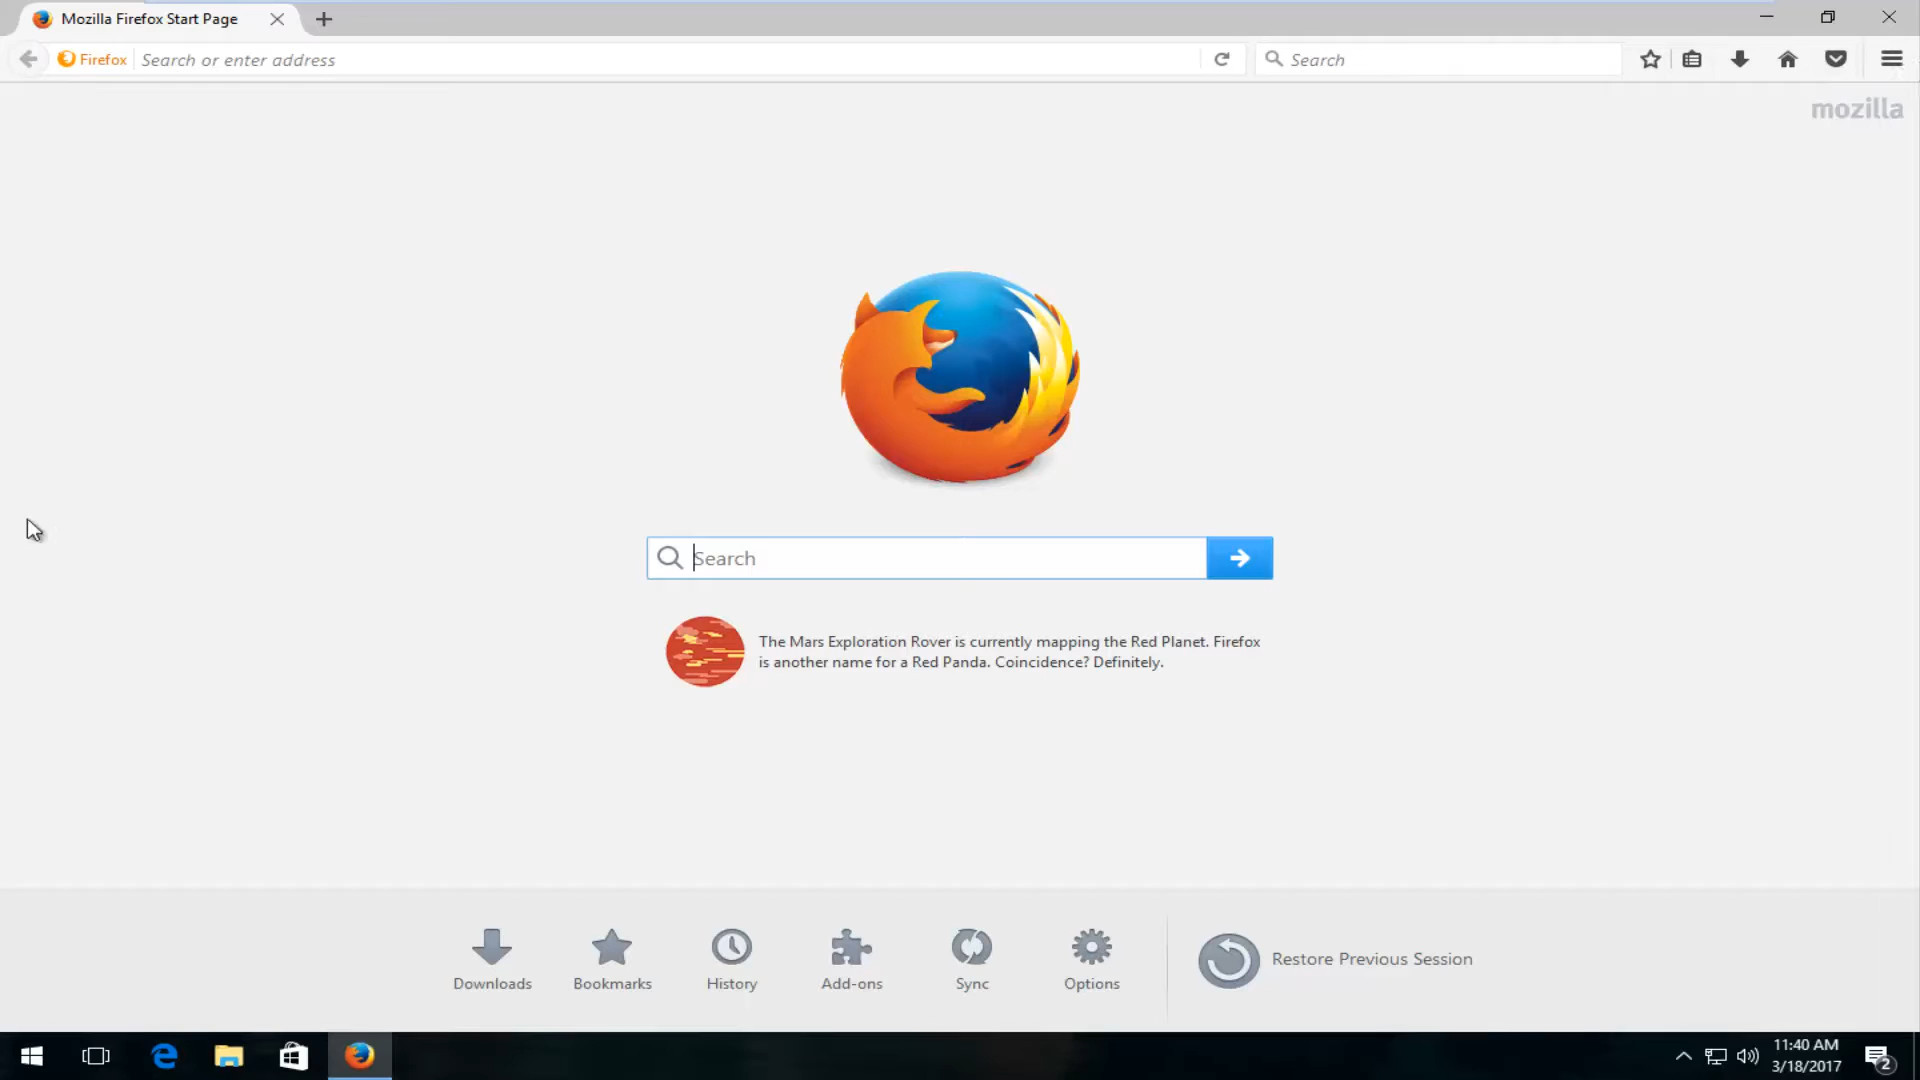 Mozilla Firefox Start Page
Firefox
Search or enter address
Search
mozilla
Search
The Mars Exploration Rover is currently mapping the Red Planet. Firefox
is another name for a Red Panda. Coincidence? Definitely.
Downloads
Bookmarks
History
Add-ons
Sync
Options
Restore Previous Session
11:40 AM
3/18/2017
2